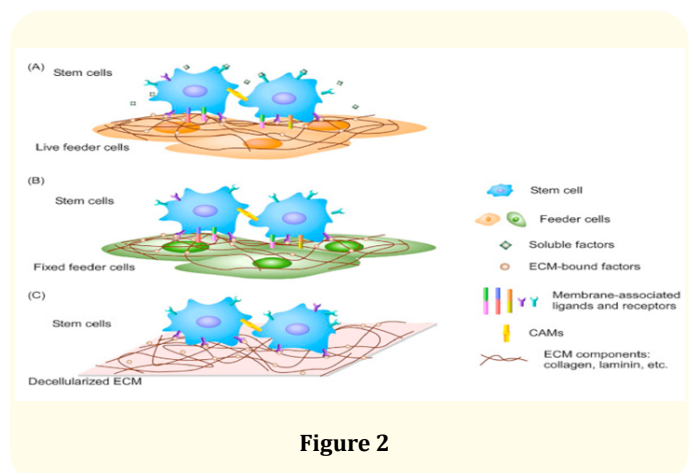 (A)
Stem cells
Live feeder cells
(B)
Stem cells
Fixed feeder cells
(C)
Stem cells
Decellularized ECM
Stem cell
Feeder cells
Soluble factors
ECM-bound factors
Membrane-associated
ligands and receptors
CAMs
ECM components:
collagen, laminin, etc.
Figure 2